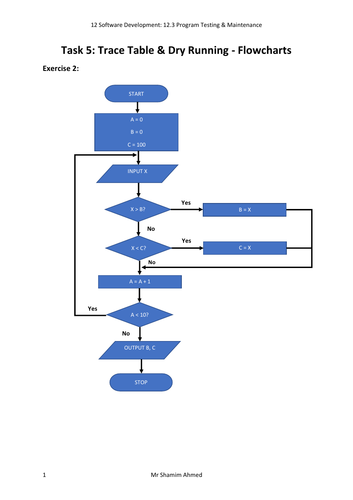 12 Software Development: 12.3 Program Testing & Maintenance
Task 5: Trace Table & Dry Running - Flowcharts
Exercise 2:
START
A = 0
B = 0
C = 100
INPUT X
X > B?
Yes
B = X
No
X < C?
Yes
C = X
No
A = A + 1
A < 10?
Yes
No
OUTPUT B, C
STOP
1
Mr Shamim Ahmed